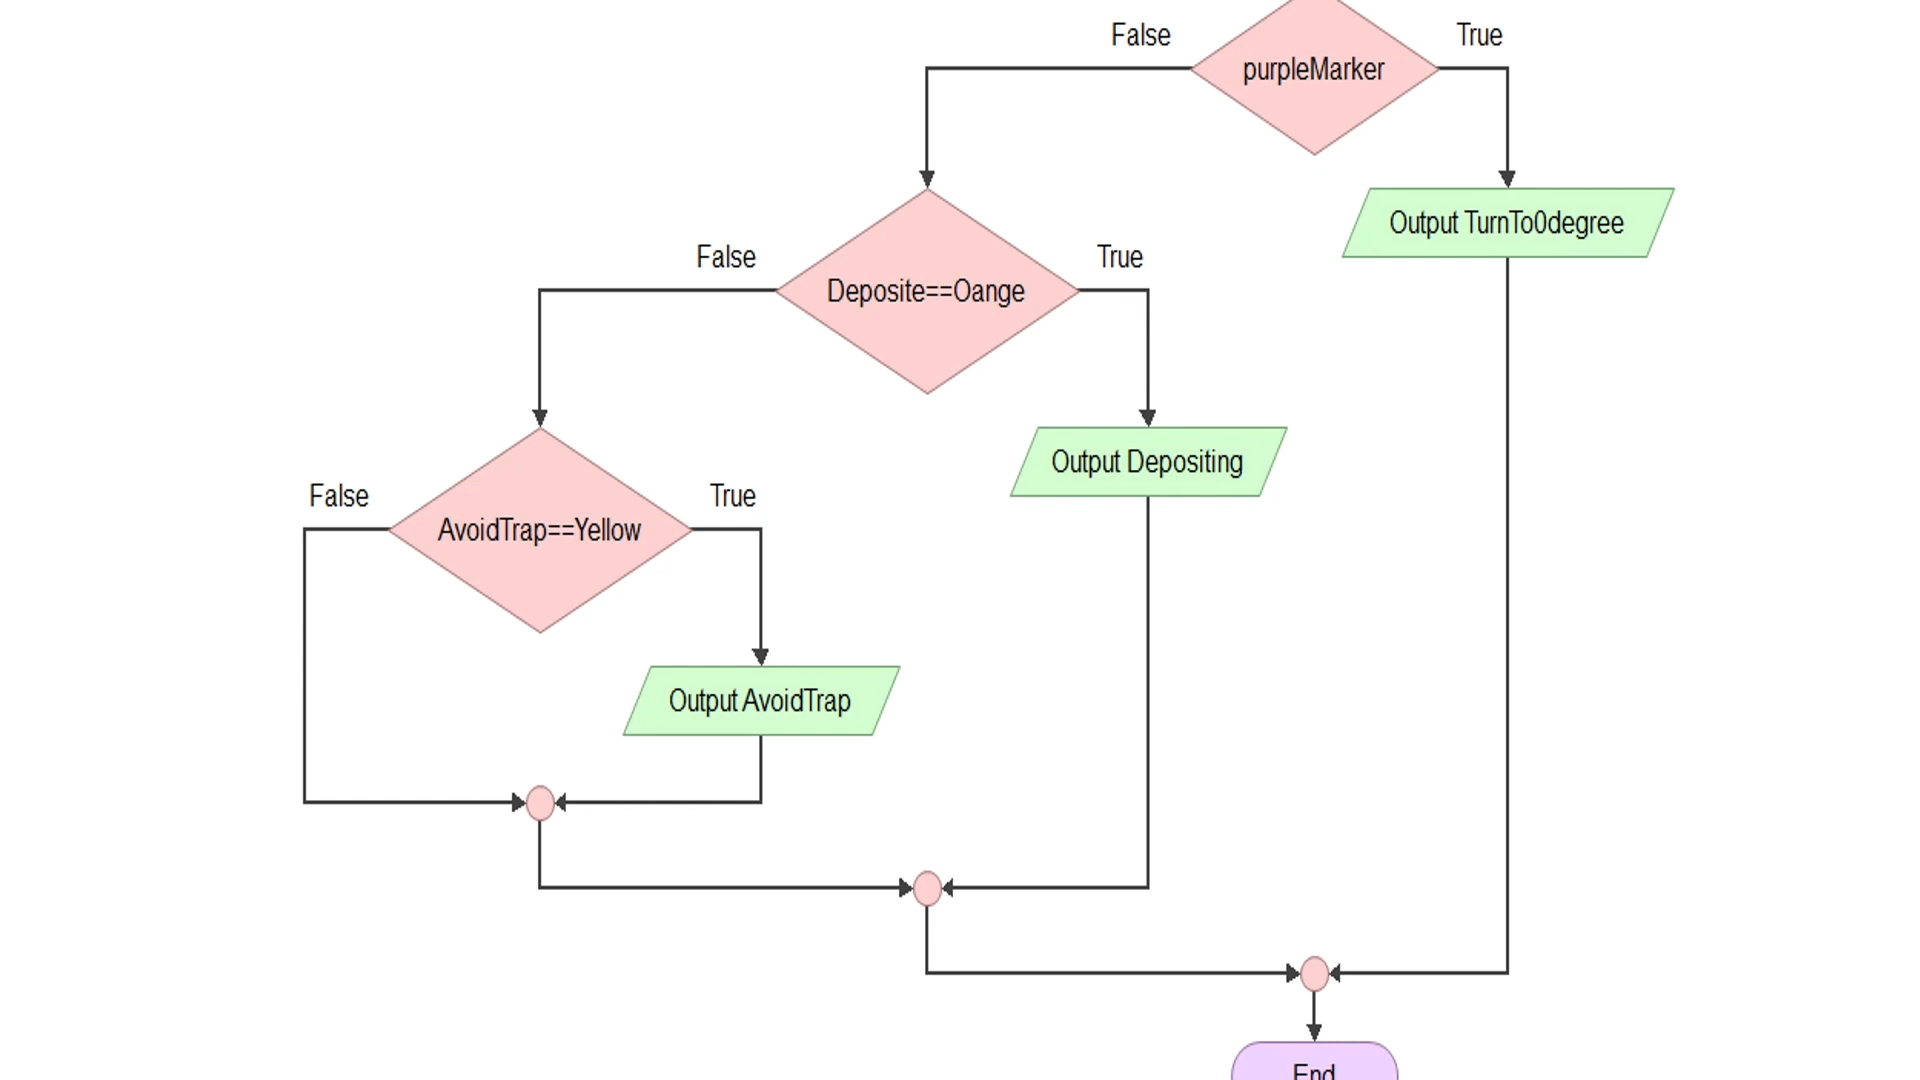 False
True
purpleMarker
Output TurnTo0degree
False
True
Deposite==Oange
Output Depositing
False
True
AvoidTrap==Yellow
Output AvoidTrap
End